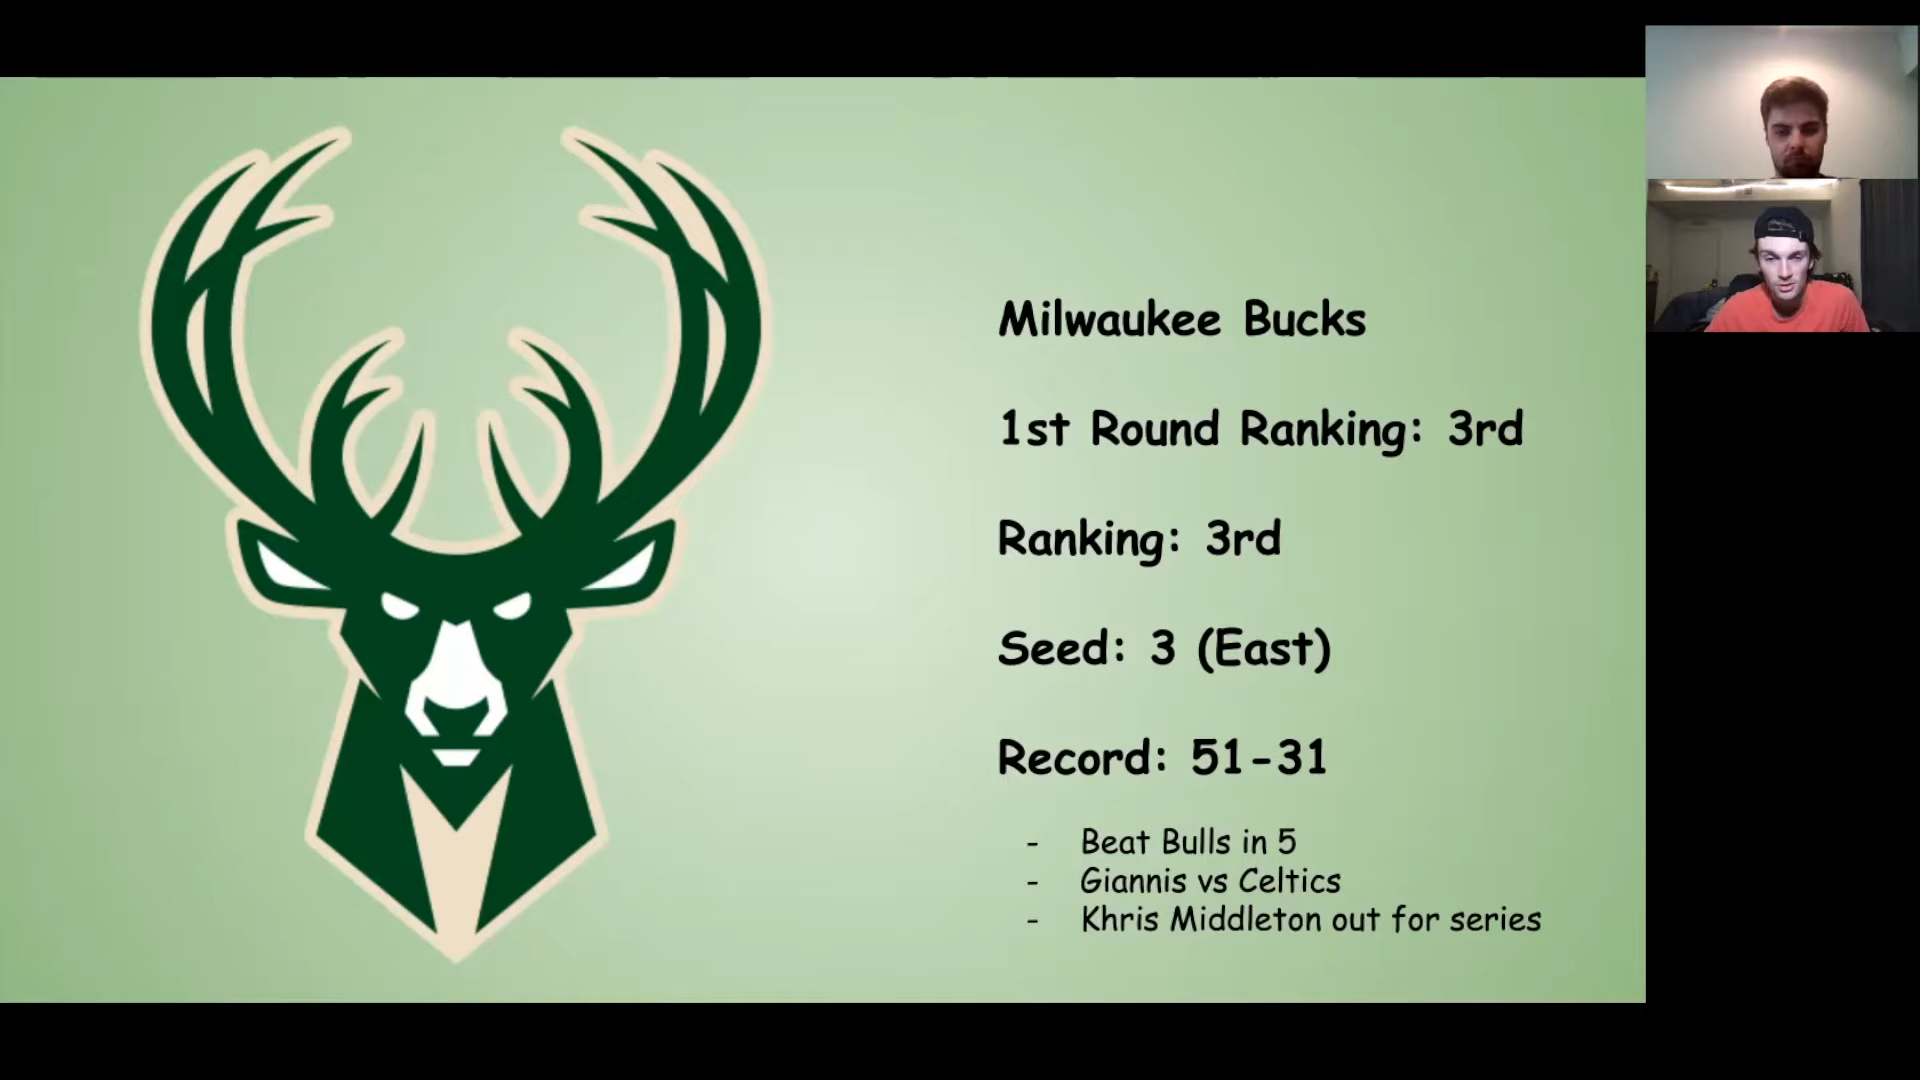 Milwaukee Bucks
1st Round Ranking: 3rd
Ranking: 3rd
Seed: 3 (East)
Record: 51-31
- Beat Bulls in 5
- Giannis vs Celtics
- Khris Middleton out for series